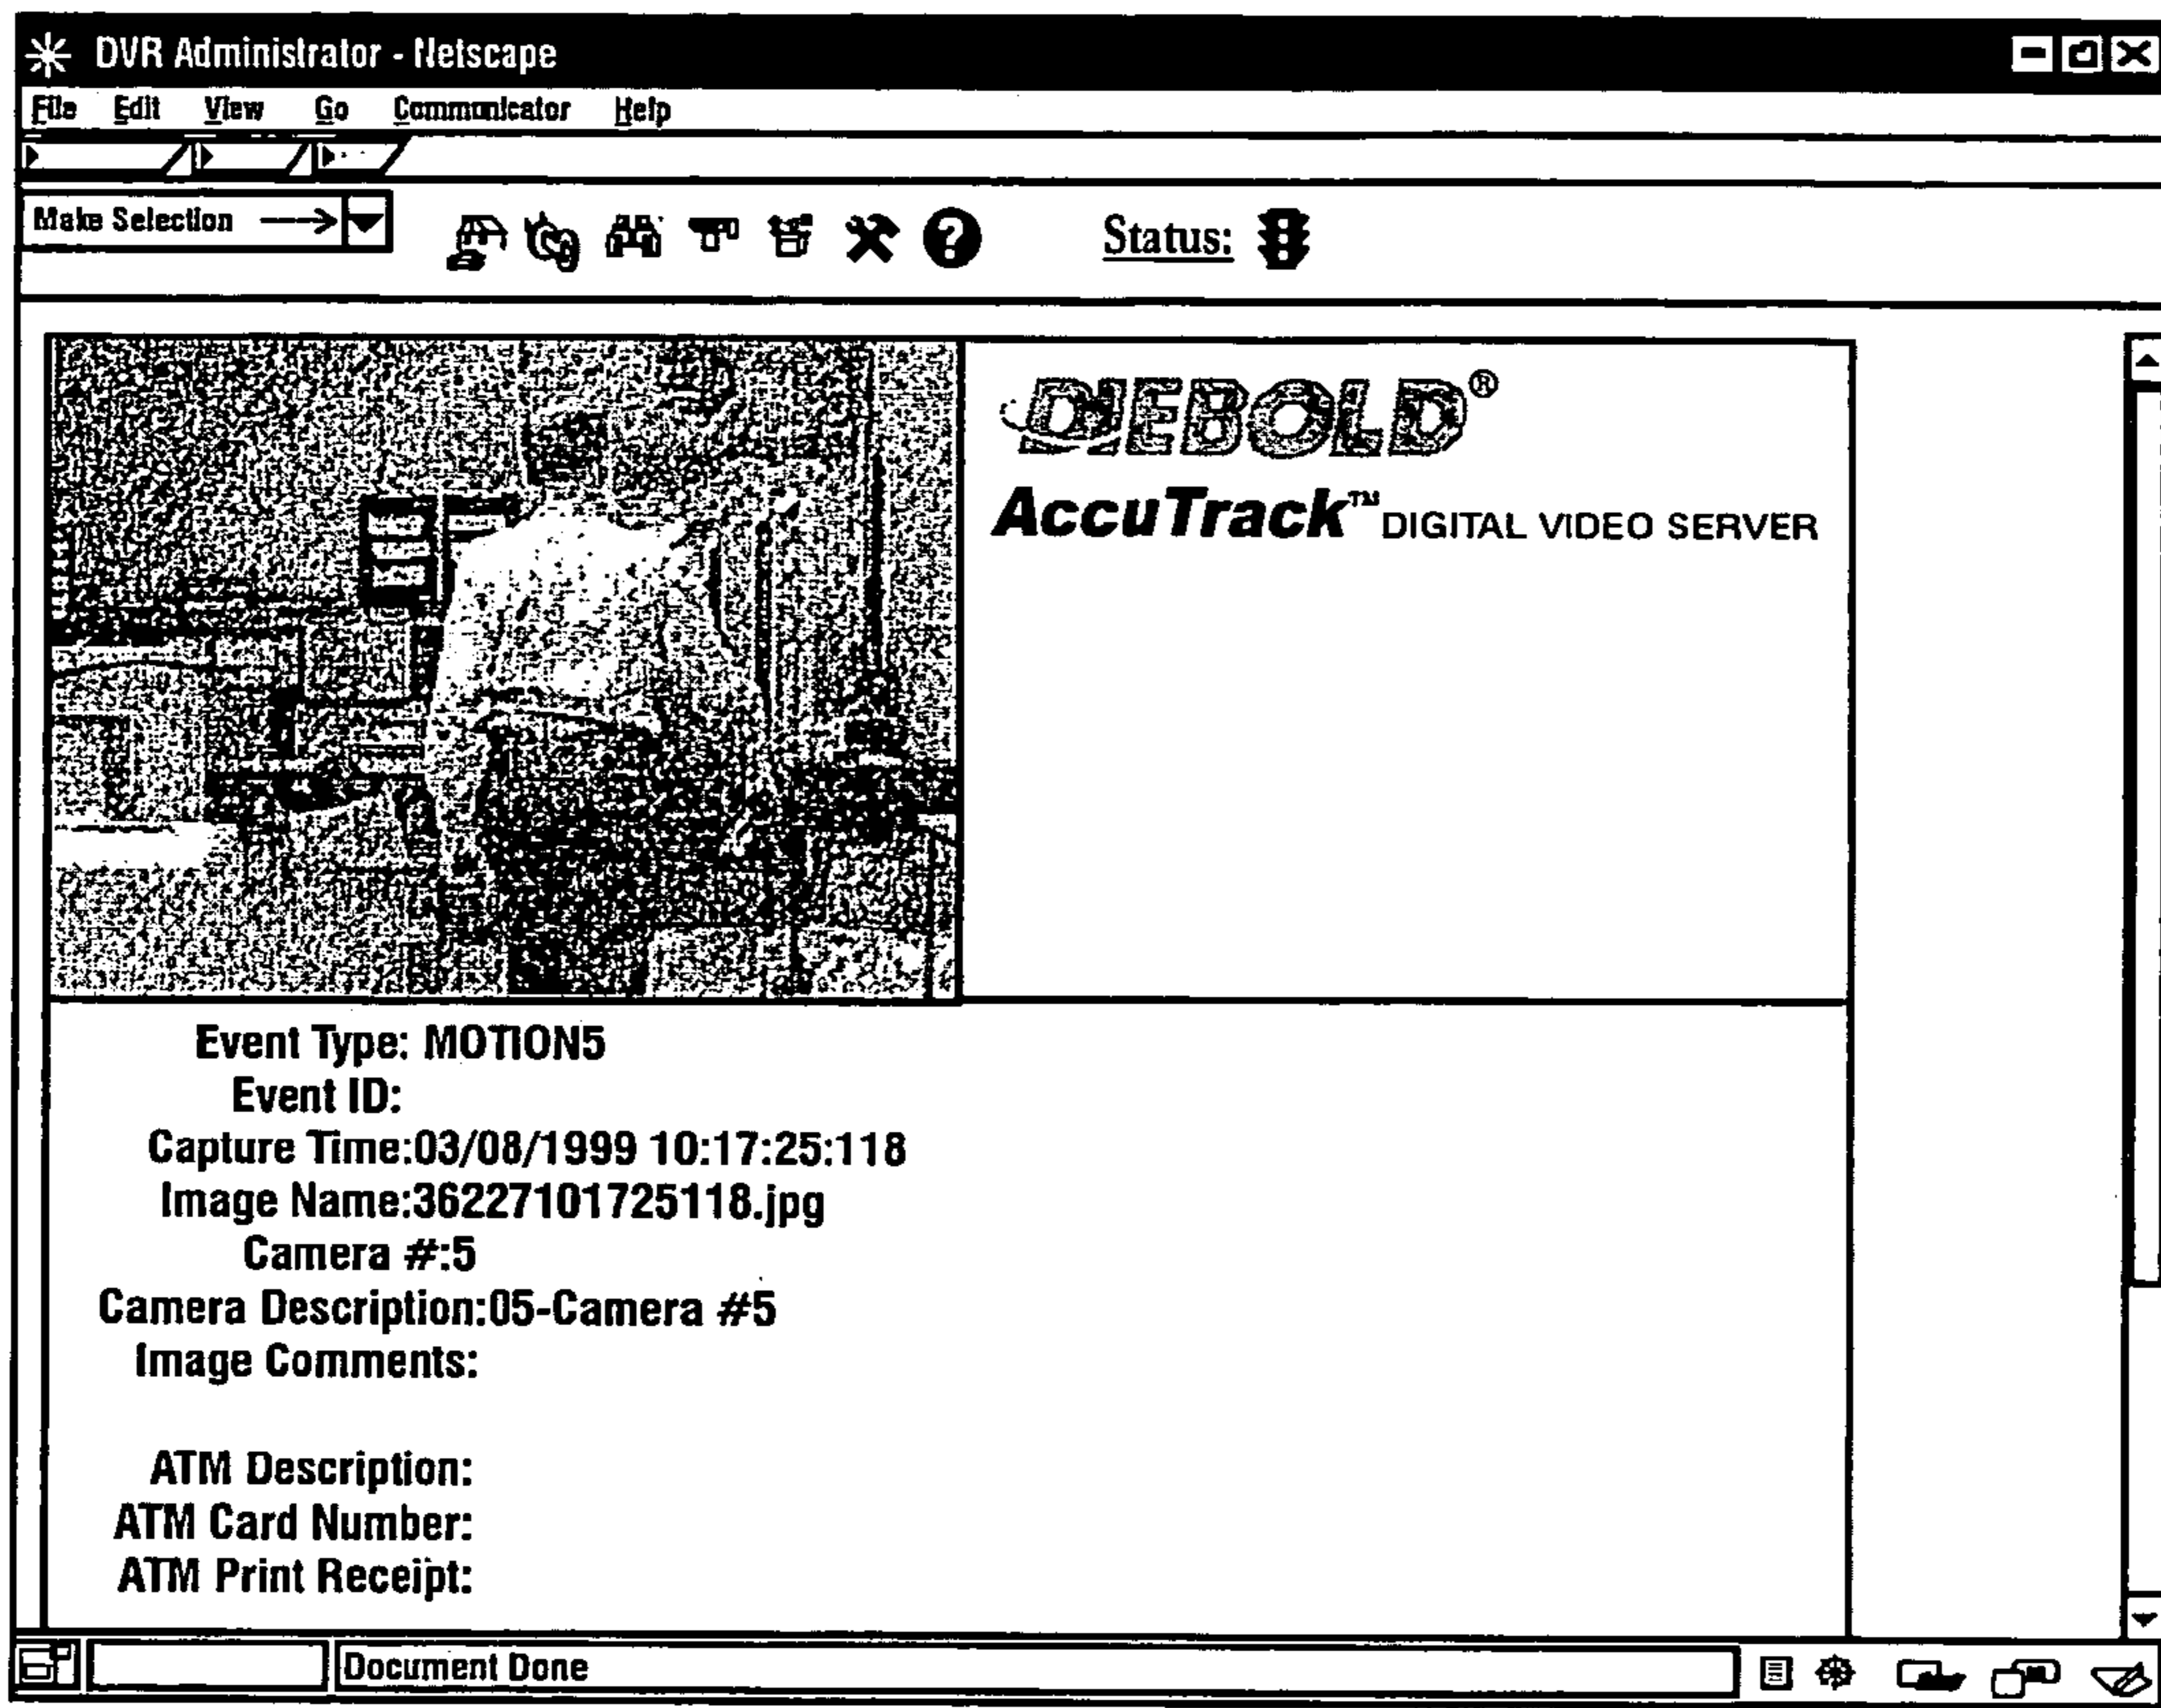 DVR Administrator - Netscape
File Edit View Go Communicator Help
Make Selection
Status:
DIEBOLD®
AccuTrack™ DIGITAL VIDEO SERVER
Event Type: MOTION5
Event ID:
Capture Time:03/08/1999 10:17:25:118
Image Name:36227101725118.jpg
Camera #:5
Camera Description:05-Camera #5
Image Comments:
ATM Description:
ATM Card Number:
ATM Print Receipt:
Document Done